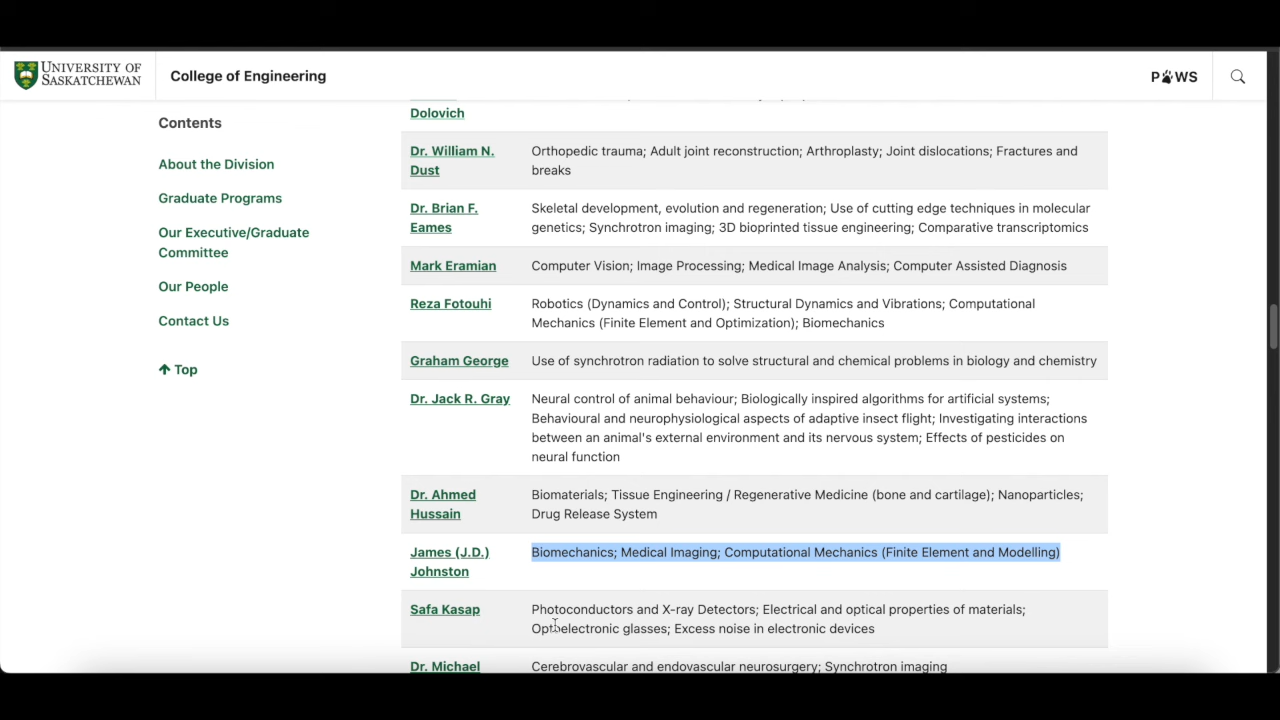 UNIVERSITY OF
SASKATCHEWAN
College of Engineering
PAWS
Contents
About the Division
Graduate Programs
Our Executive/Graduate
Committee
Our People
Contact Us
Top
Dolovich
Dr. William N.
Dust
Orthopedic trauma; Adult joint reconstruction; Arthroplasty; Joint dislocations; Fractures and
breaks
Dr. Brian F.
Eames
Skeletal development, evolution and regeneration; Use of cutting edge techniques in molecular
genetics; Synchrotron imaging; 3D bioprinted tissue engineering; Comparative transcriptomics
Mark Eramian
Computer Vision; Image Processing; Medical Image Analysis; Computer Assisted Diagnosis
Reza Fotouhi
Robotics (Dynamics and Control); Structural Dynamics and Vibrations; Computational
Mechanics (Finite Element and Optimization); Biomechanics
Graham George
Use of synchrotron radiation to solve structural and chemical problems in biology and chemistry
Dr. Jack R. Gray
Neural control of animal behaviour; Biologically inspired algorithms for artificial systems;
Behavioural and neurophysiological aspects of adaptive insect flight; Investigating interactions
between an animal's external environment and its nervous system; Effects of pesticides on
neural function
Dr. Ahmed
Hussain
Biomaterials; Tissue Engineering / Regenerative Medicine (bone and cartilage); Nanoparticles;
Drug Release System
James (J.D.)
Johnston
Biomechanics; Medical Imaging; Computational Mechanics (Finite Element and Modelling)
Safa Kasap
Photoconductors and X-ray Detectors; Electrical and optical properties of materials;
Optoelectronic glasses; Excess noise in electronic devices
Dr. Michael
Cerebrovascular and endovascular neurosurgery; Synchrotron imaging